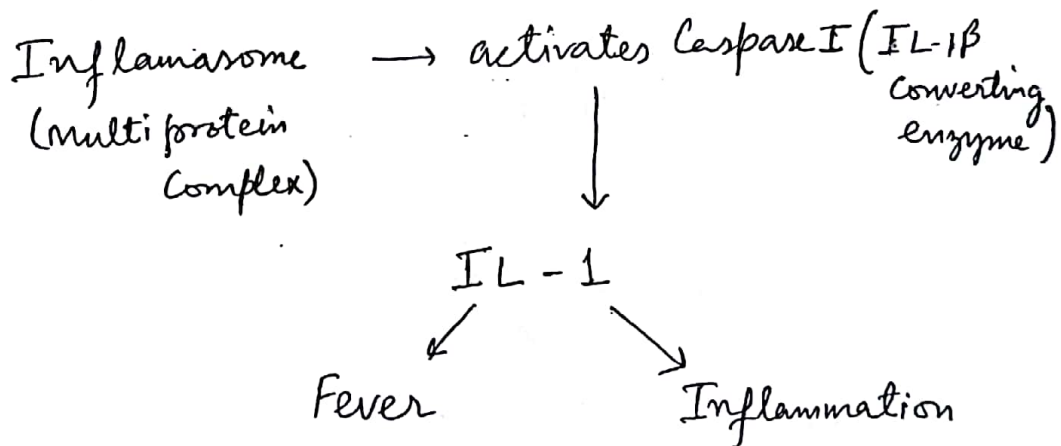 Inflamasome → activates Caspase I (IL-1β
(multi protein converting
complex) enzyme)
IL-1
Fever Inflammation